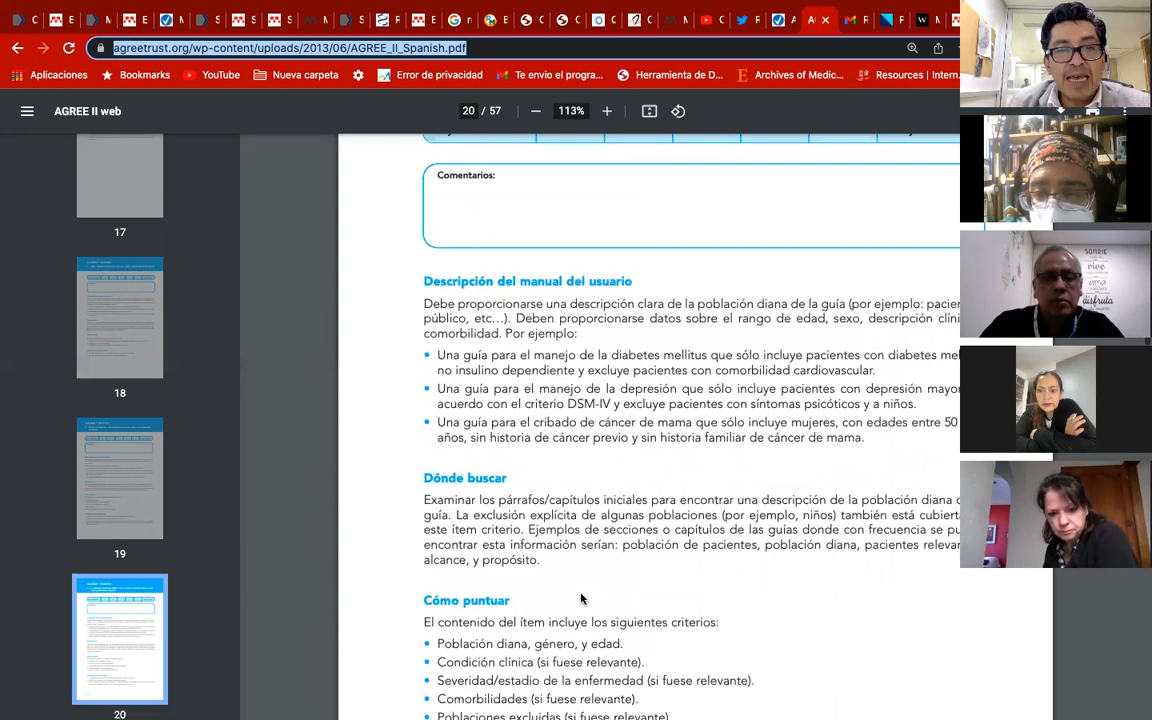 agreetrust.org/wp-content/uploads/2013/06/AGREE_II_Spanish.pdf
Aplicaciones Bookmarks YouTube Nueva carpeta Error de privacidad Te envio el progra... Herramienta de D... Archives of Medic... Resources | Intern...
AGREE II web
20 / 57
113%
17
18
19
20
Comentarios:
Descripción del manual del usuario
Debe proporcionarse una descripción clara de la población diana de la guía (por ejemplo: pacien
público, etc…). Deben proporcionarse datos sobre el rango de edad, sexo, descripción clíni
comorbilidad. Por ejemplo:
• Una guía para el manejo de la diabetes mellitus que sólo incluye pacientes con diabetes mel
no insulino dependiente y excluye pacientes con comorbilidad cardiovascular.
• Una guía para el manejo de la depresión que sólo incluye pacientes con depresión mayor
acuerdo con el criterio DSM-IV y excluye pacientes con síntomas psicóticos y a niños.
• Una guía para el cribado de cáncer de mama que sólo incluye mujeres, con edades entre 50
años, sin historia de cáncer previo y sin historia familiar de cáncer de mama.
Dónde buscar
Examinar los párrafos/capítulos iniciales para encontrar una descripción de la población diana d
guía. La exclusión explícita de algunas poblaciones (por ejemplo, niños) también está cubiert
este ítem criterio. Ejemplos de secciones o capítulos de las guías donde con frecuencia se pu
encontrar esta información serían: población de pacientes, población diana, pacientes relevan
alcance, y propósito.
Cómo puntuar
El contenido del ítem incluye los siguientes criterios:
• Población diana, género, y edad.
• Condición clínica (si fuese relevante).
• Severidad/estadio de la enfermedad (si fuese relevante).
• Comorbilidades (si fuese relevante).
• Poblaciones excluidas (si fuese relevante)
SONRIE
vive
ama
disfruta